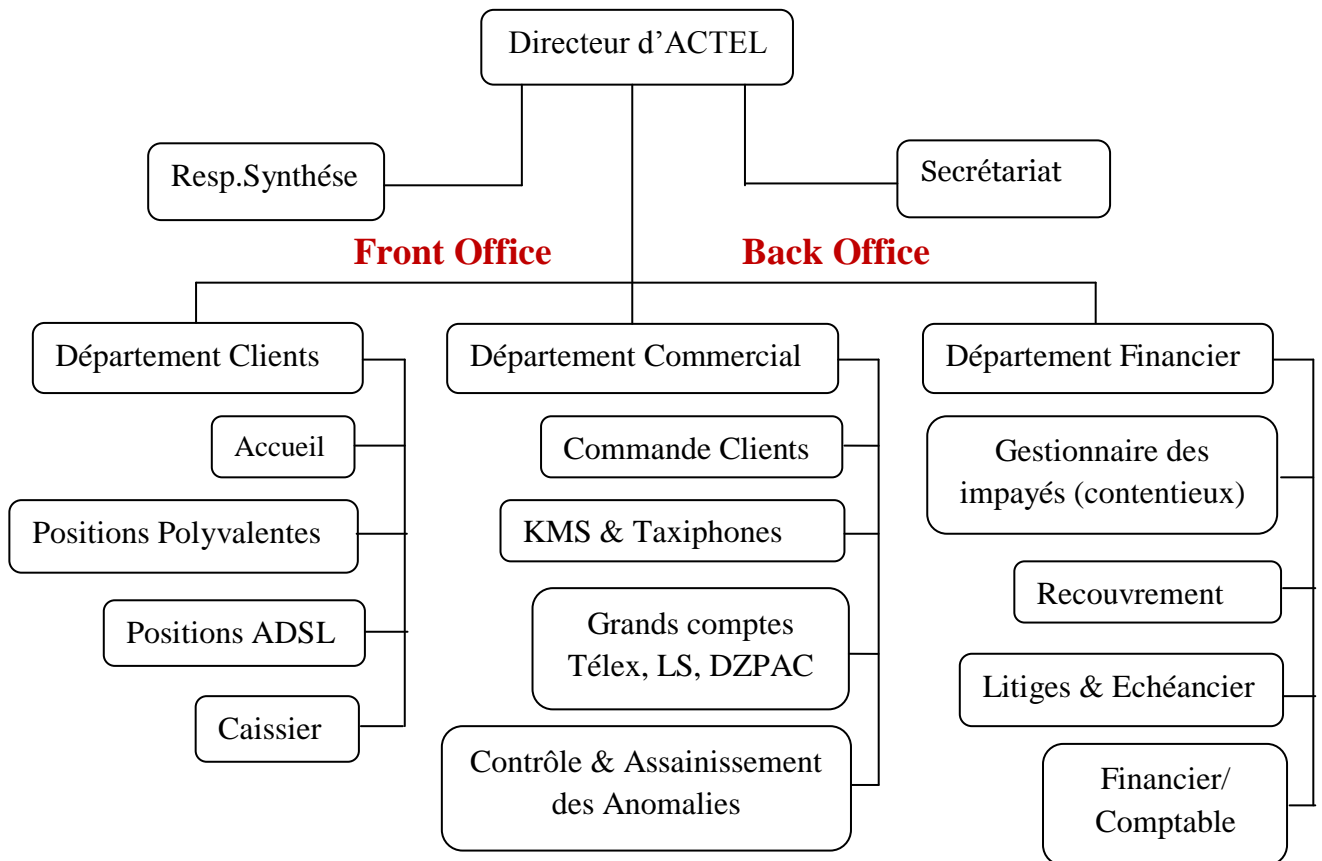 Directeur d’ACTEL
Resp.Synthése
Secrétariat
Front Office
Back Office
Département Clients
Accueil
Positions Polyvalentes
Positions ADSL
Caissier
Département Commercial
Commande Clients
KMS & Taxiphones
Grands comptes
Télex, LS, DZPAC
Contrôle & Assainissement
des Anomalies
Département Financier
Gestionnaire des
impayés (contentieux)
Recouvrement
Litiges & Echéancier
Financier/
Comptable